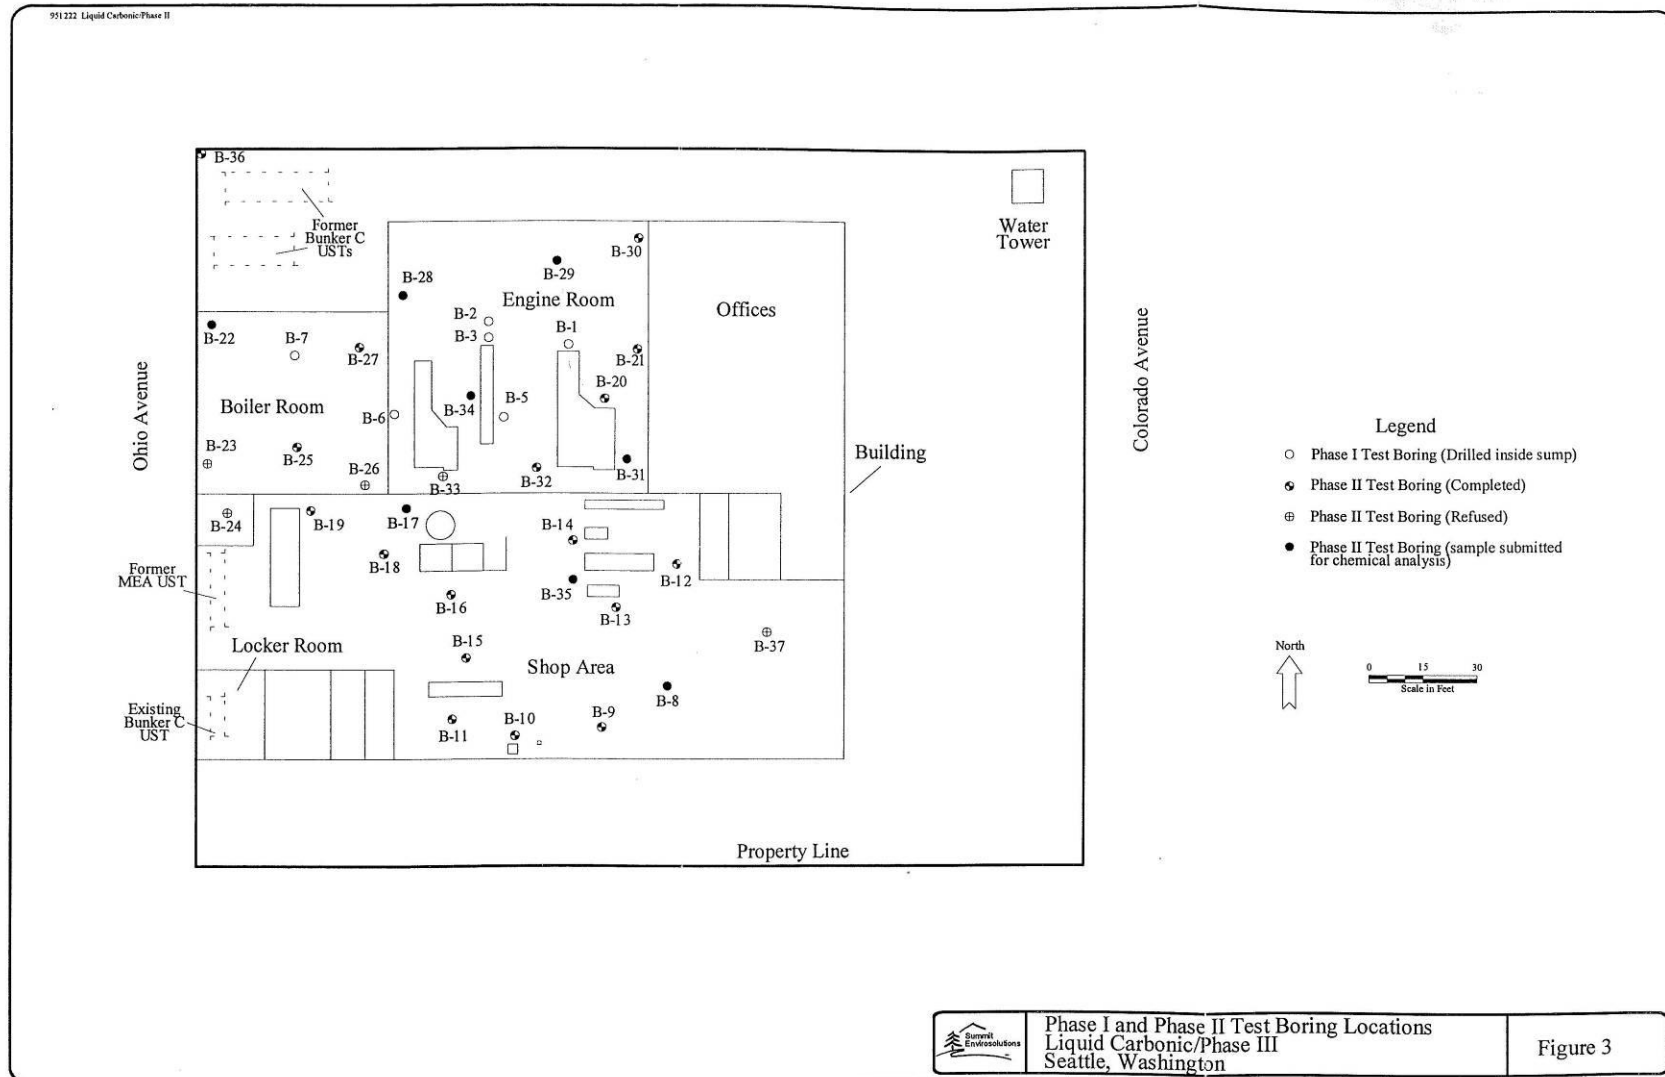 951222 Liquid Carbonic/Phase II
B-36
Former
Bunker C
USTs
Water
Tower
B-30
B-29
B-28
Engine Room
Offices
B-2
B-3
B-1
B-22
B-7
B-27
B-21
B-20
Ohio Avenue
Colorado Avenue
Boiler Room
B-6
B-34
B-5
B-23
B-25
B-26
B-33
B-32
B-31
Building
Legend
Phase I Test Boring (Drilled inside sump)
Phase II Test Boring (Completed)
Phase II Test Boring (Refused)
Phase II Test Boring (sample submitted
for chemical analysis)
B-24
B-19
B-17
B-14
B-18
B-12
Former
MEA UST
B-16
B-35
B-13
Locker Room
B-15
Shop Area
B-37
North
0 15 30
Scale in Feet
Existing
Bunker C
UST
B-11
B-10
B-9
B-8
Property Line
Summit
Envirosolutions
Phase I and Phase II Test Boring Locations
Liquid Carbonic/Phase III
Seattle, Washington
Figure 3